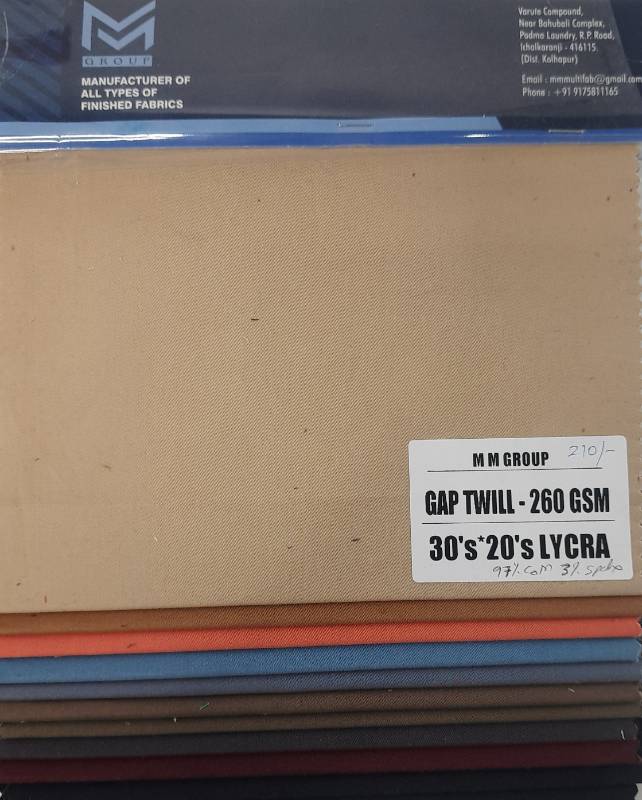 M
GROUP
MANUFACTURER OF
ALL TYPES OF
FINISHED FABRICS
Varute Compound,
Near Bahubali Complex,
Padma Laundry, R.P. Road,
Ichalkaranji - 416115.
(Dist. Kolhapur)
Email : mmmultifab@gmail.com
Phone : +91 9175811165
M M GROUP 210/-
GAP TWILL - 260 GSM
30's*20's LYCRA
97% com 3%